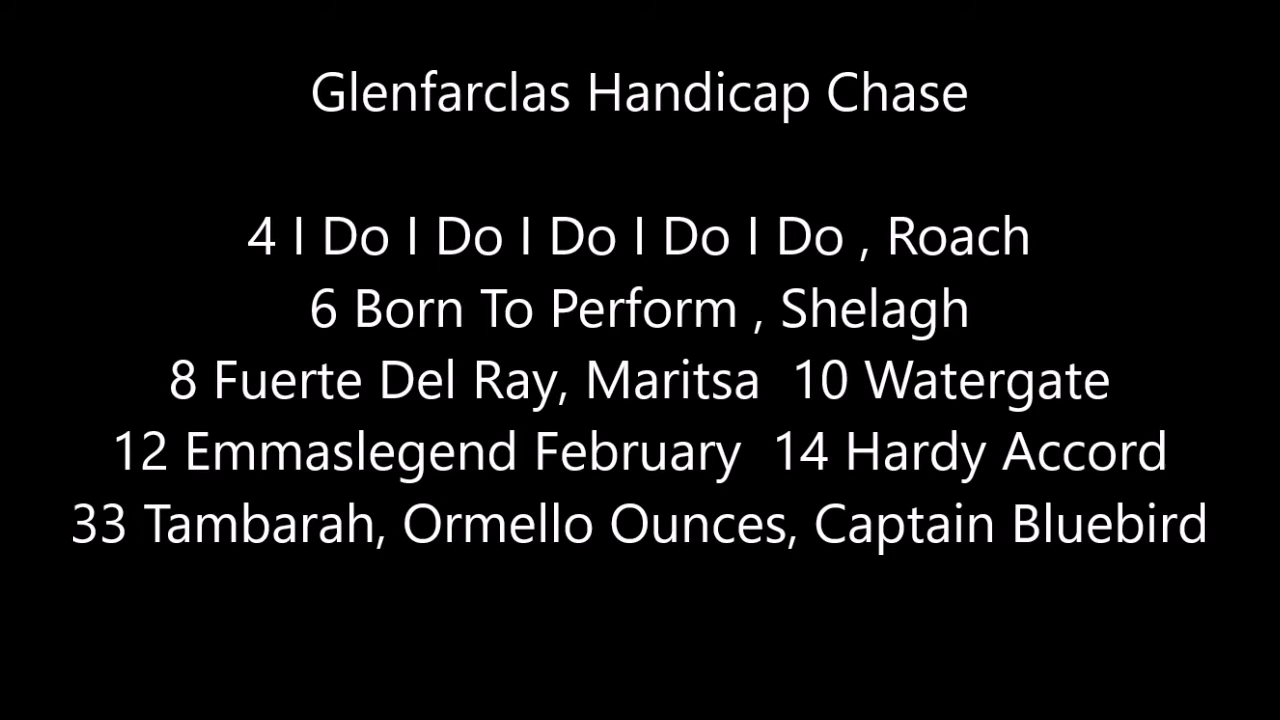 Glenfarclas Handicap Chase
4 I Do I Do I Do I Do I Do , Roach
6 Born To Perform , Shelagh
8 Fuerte Del Ray, Maritsa  10 Watergate
12 Emmaslegend February  14 Hardy Accord
33 Tambarah, Ormello Ounces, Captain Bluebird